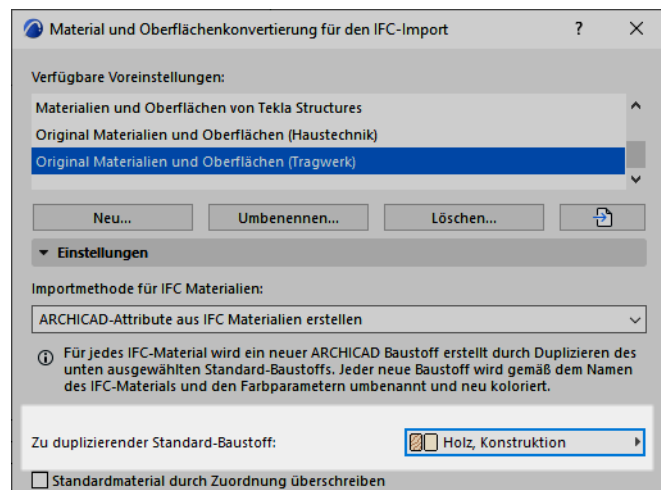 Material und Oberflächenkonvertierung für den IFC-Import
Verfügbare Voreinstellungen:
Materialien und Oberflächen von Tekla Structures
Original Materialien und Oberflächen (Haustechnik)
Original Materialien und Oberflächen (Tragwerk)
Neu... Umbenennen... Löschen...
Einstellungen
Importmethode für IFC Materialien:
ARCHICAD-Attribute aus IFC Materialien erstellen
Für jedes IFC-Material wird ein neuer ARCHICAD Baustoff erstellt durch Duplizieren des
unten ausgewählten Standard-Baustoffs. Jeder neue Baustoff wird gemäß dem Namen
des IFC-Materials und den Farbparametern umbenannt und neu koloriert.
Zu duplizierender Standard-Baustoff: Holz, Konstruktion
Standardmaterial durch Zuordnung überschreiben